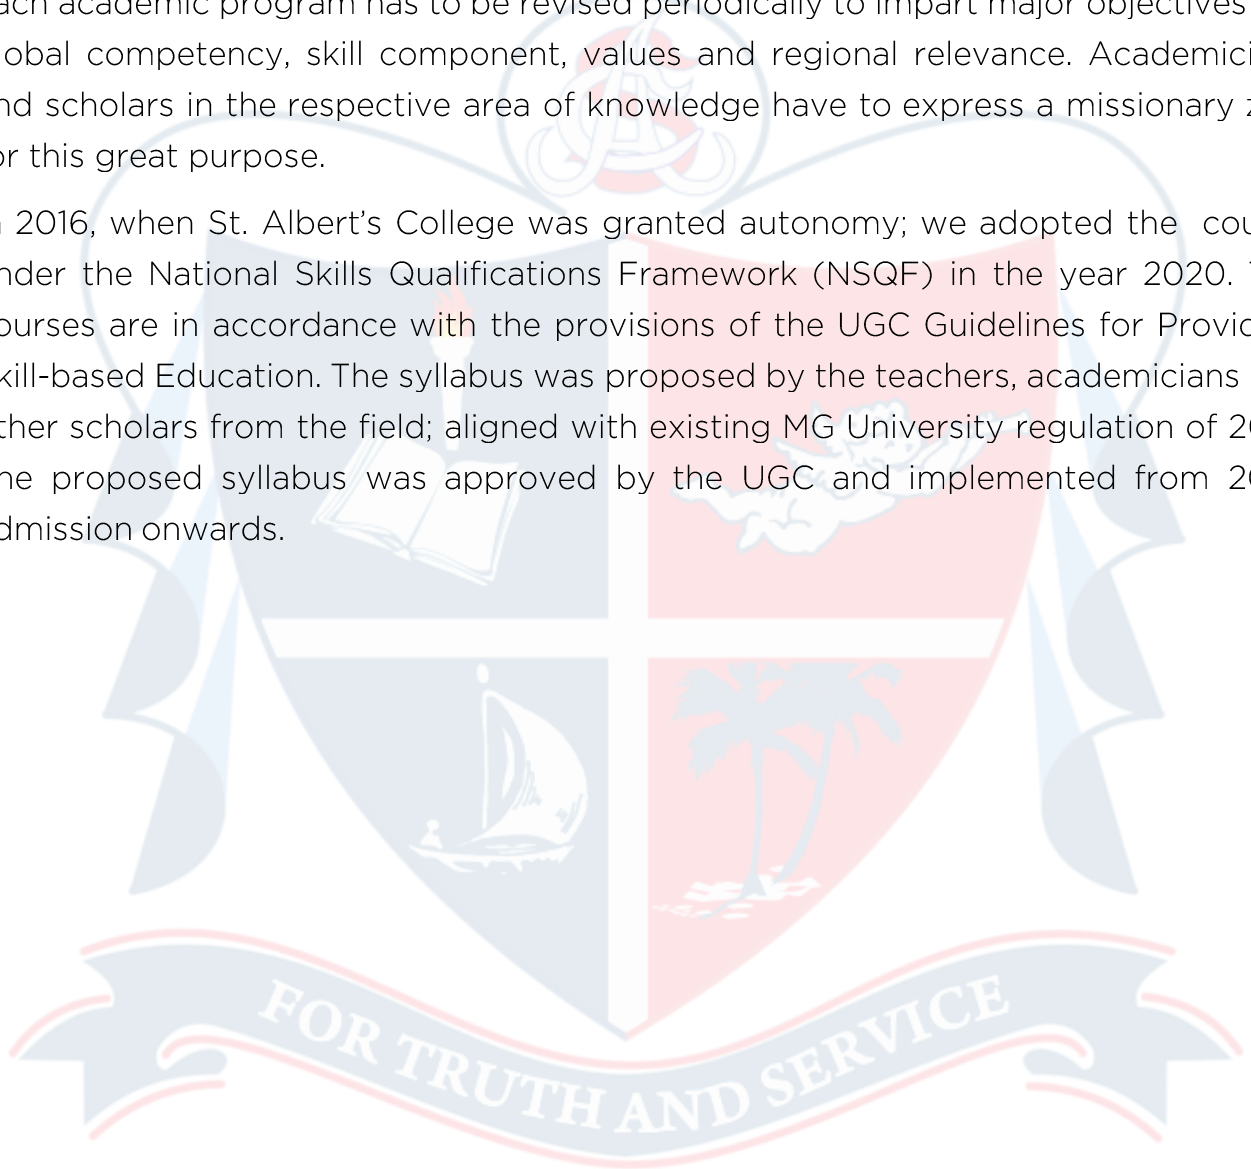 ach academic program has to be revised periodically to impart major objectives
lobal competency, skill component, values and regional relevance. Academici
nd scholars in the respective area of knowledge have to express a missionary
or this great purpose.
2016, when St. Albert’s College was granted autonomy; we adopted the cou
nder the National Skills Qualifications Framework (NSQF) in the year 2020.
ourses are in accordance with the provisions of the UGC Guidelines for Provid
kill-based Education. The syllabus was proposed by the teachers, academicians
ther scholars from the field; aligned with existing MG University regulation of 20
he proposed syllabus was approved by the UGC and implemented from 20
dmission onwards.
FOR TRUTH AND SERVICE